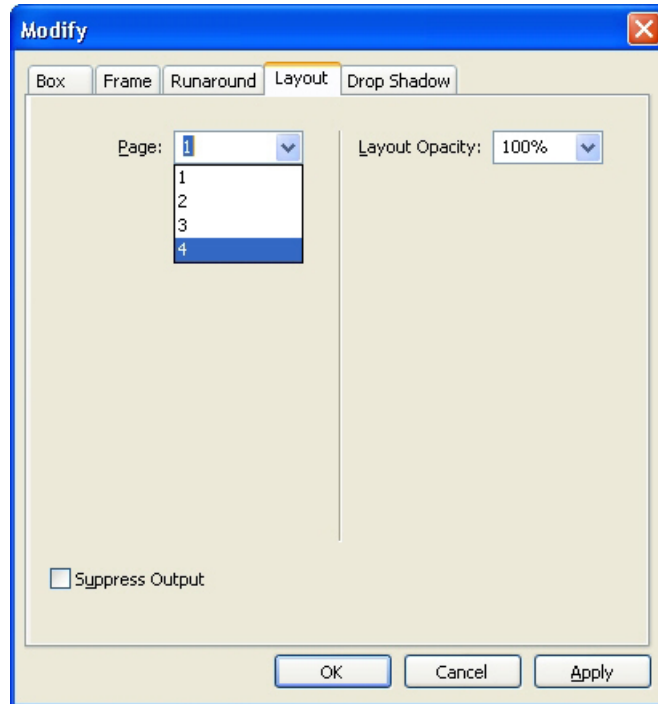 Modify
Box Frame Runaround Layout Drop Shadow
Page: 1 Layout Opacity: 100%
1
2
3
4
Suppress Output
OK Cancel Apply